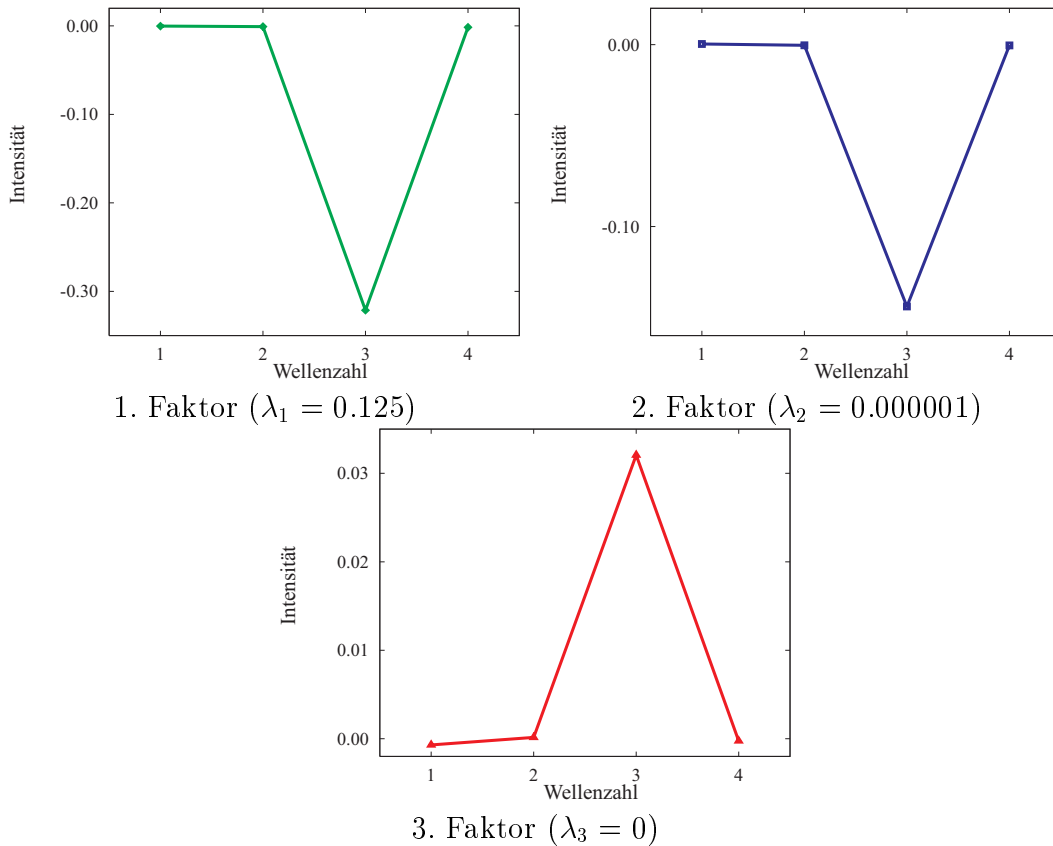 0.00
-0.10
-0.20
-0.30
Intensität
1 2 3 4
Wellenzahl
1. Faktor (λ₁ = 0.125)
0.00
-0.10
Intensität
1 2 3 4
Wellenzahl
2. Faktor (λ₂ = 0.000001)
0.03
0.02
0.01
0.00
Intensität
1 2 3 4
Wellenzahl
3. Faktor (λ₃ = 0)